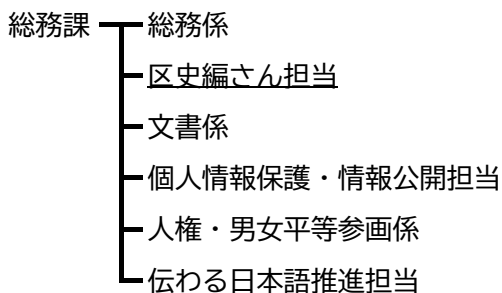 総務課 総務係
区史編さん担当
文書係
個人情報保護・情報公開担当
人権・男女平等参画係
伝わる日本語推進担当